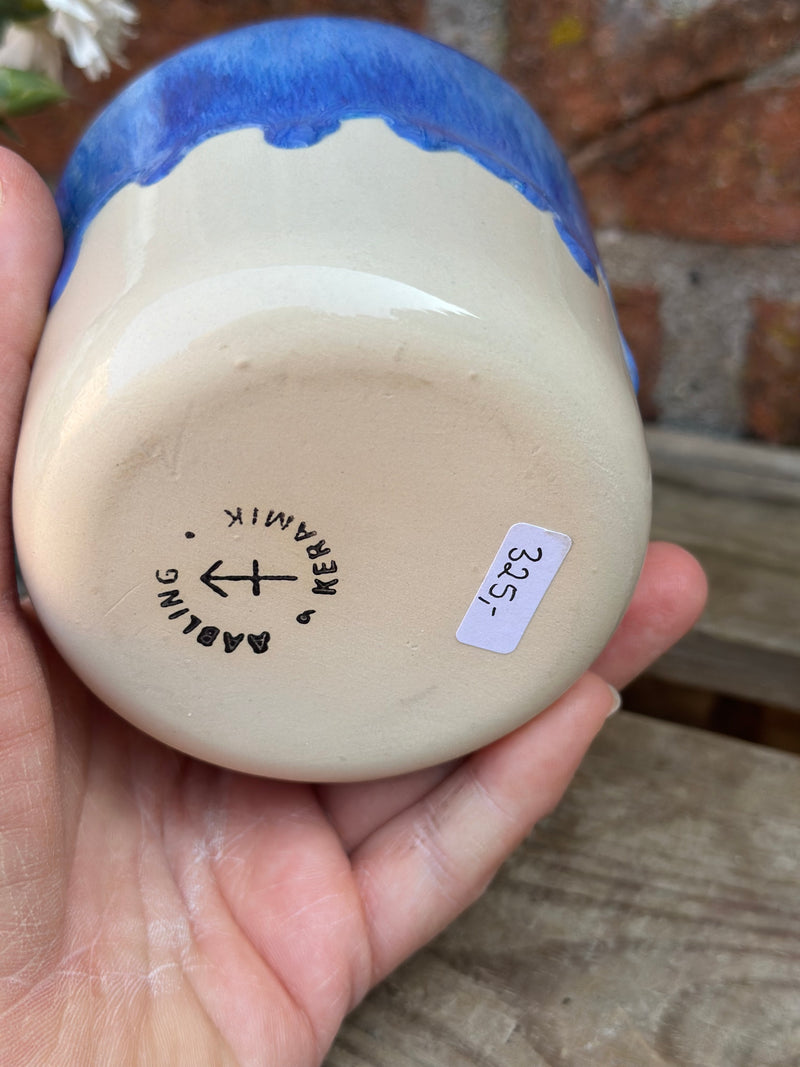 AABLING
KERAMIK
325,-